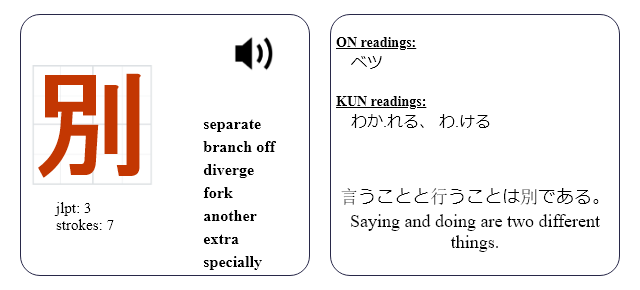 別
jlpt: 3
strokes: 7
separate
branch off
diverge
fork
another
extra
specially
ON readings:
ベツ
KUN readings:
わか.れる、 わ.ける
言うことと行うことは別である。
Saying and doing are two different
things.